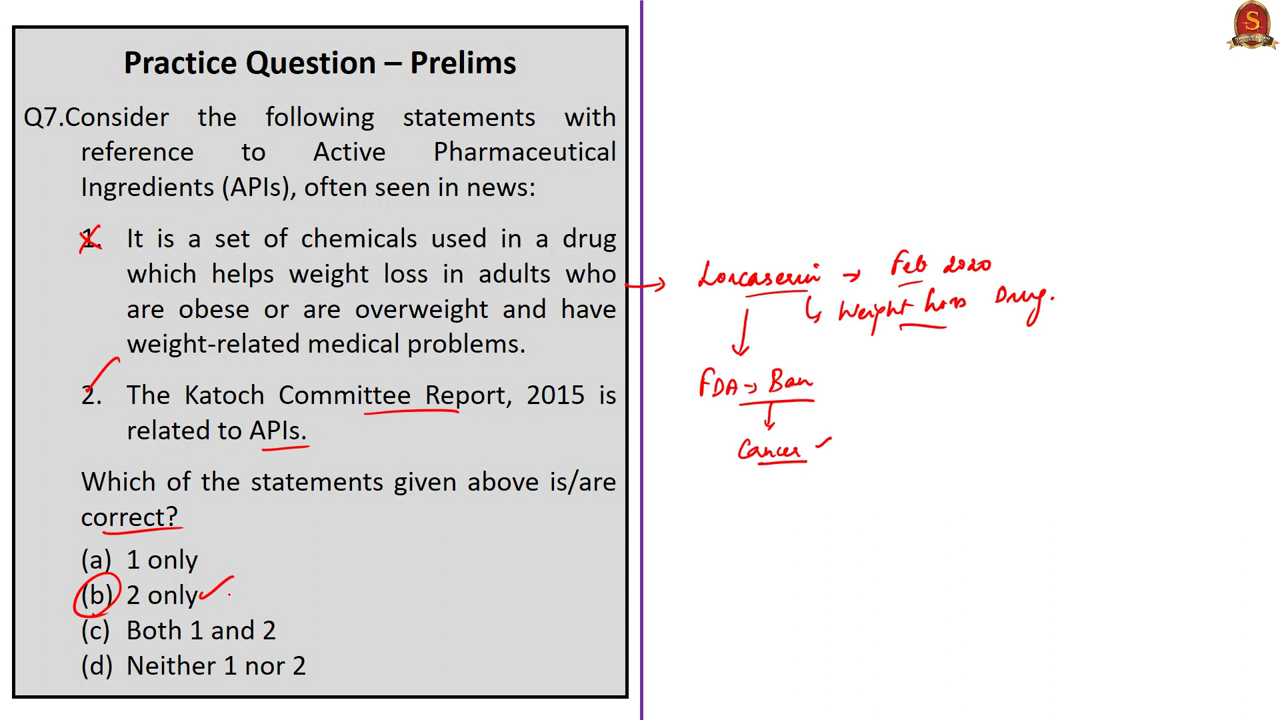 Practice Question – Prelims
Q7.Consider the following statements with
reference to Active Pharmaceutical
Ingredients (APIs), often seen in news:
1. It is a set of chemicals used in a drug
which helps weight loss in adults who
are obese or are overweight and have
weight-related medical problems.
2. The Katoch Committee Report, 2015 is
related to APIs.
Which of the statements given above is/are
correct?
(a) 1 only
(b) 2 only
(c) Both 1 and 2
(d) Neither 1 nor 2
Lorcaserin → Feb 2020
↳ Weight loss Drug.
FDA → Ban
Cancer
S